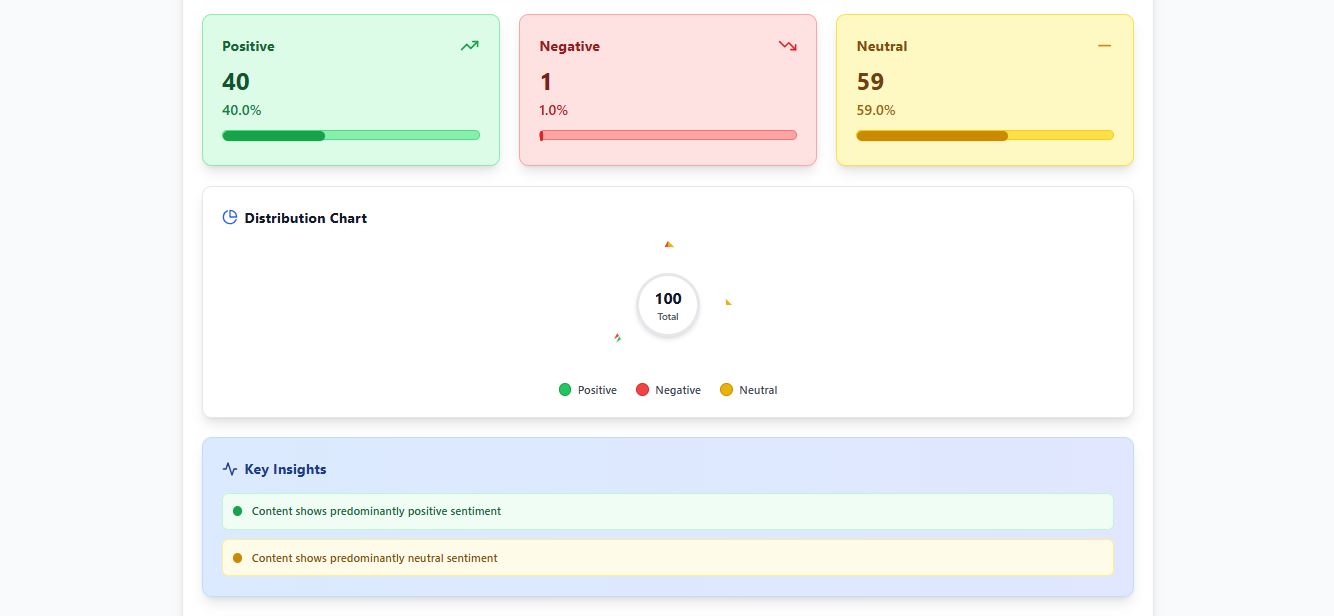 Positive
40
40.0%
Negative
1
1.0%
Neutral
59
59.0%
Distribution Chart
100
Total
Positive
Negative
Neutral
Key Insights
Content shows predominantly positive sentiment
Content shows predominantly neutral sentiment